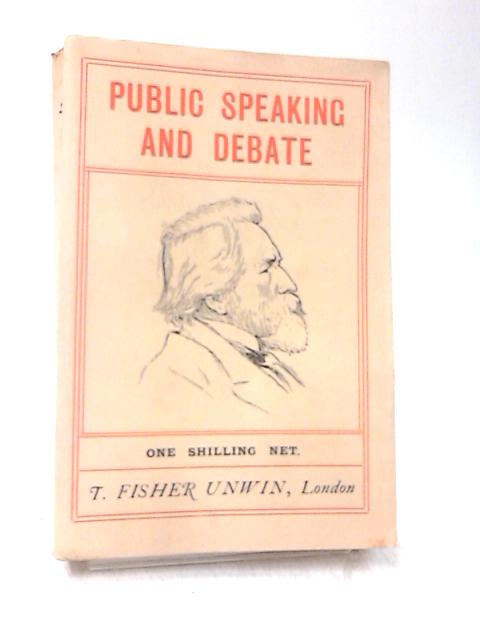 PUBLIC SPEAKING
AND DEBATE
ONE SHILLING NET.
T. FISHER UNWIN, London